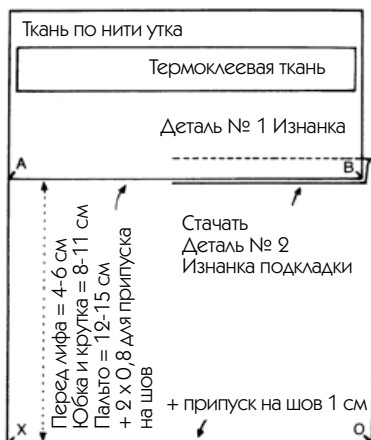 Ткань по нити утка
Термоклеевая ткань
Деталь № 1 Изнанка
А
В
Стачать
Деталь № 2
Изнанка подкладки
Перед лифа = 4-6 см
Юбка и крутка = 8-11 см
Пальто = 12-15 см
+ 2 x 0,8 для припуска
на шов
+ припуск на шов 1 см
X
O